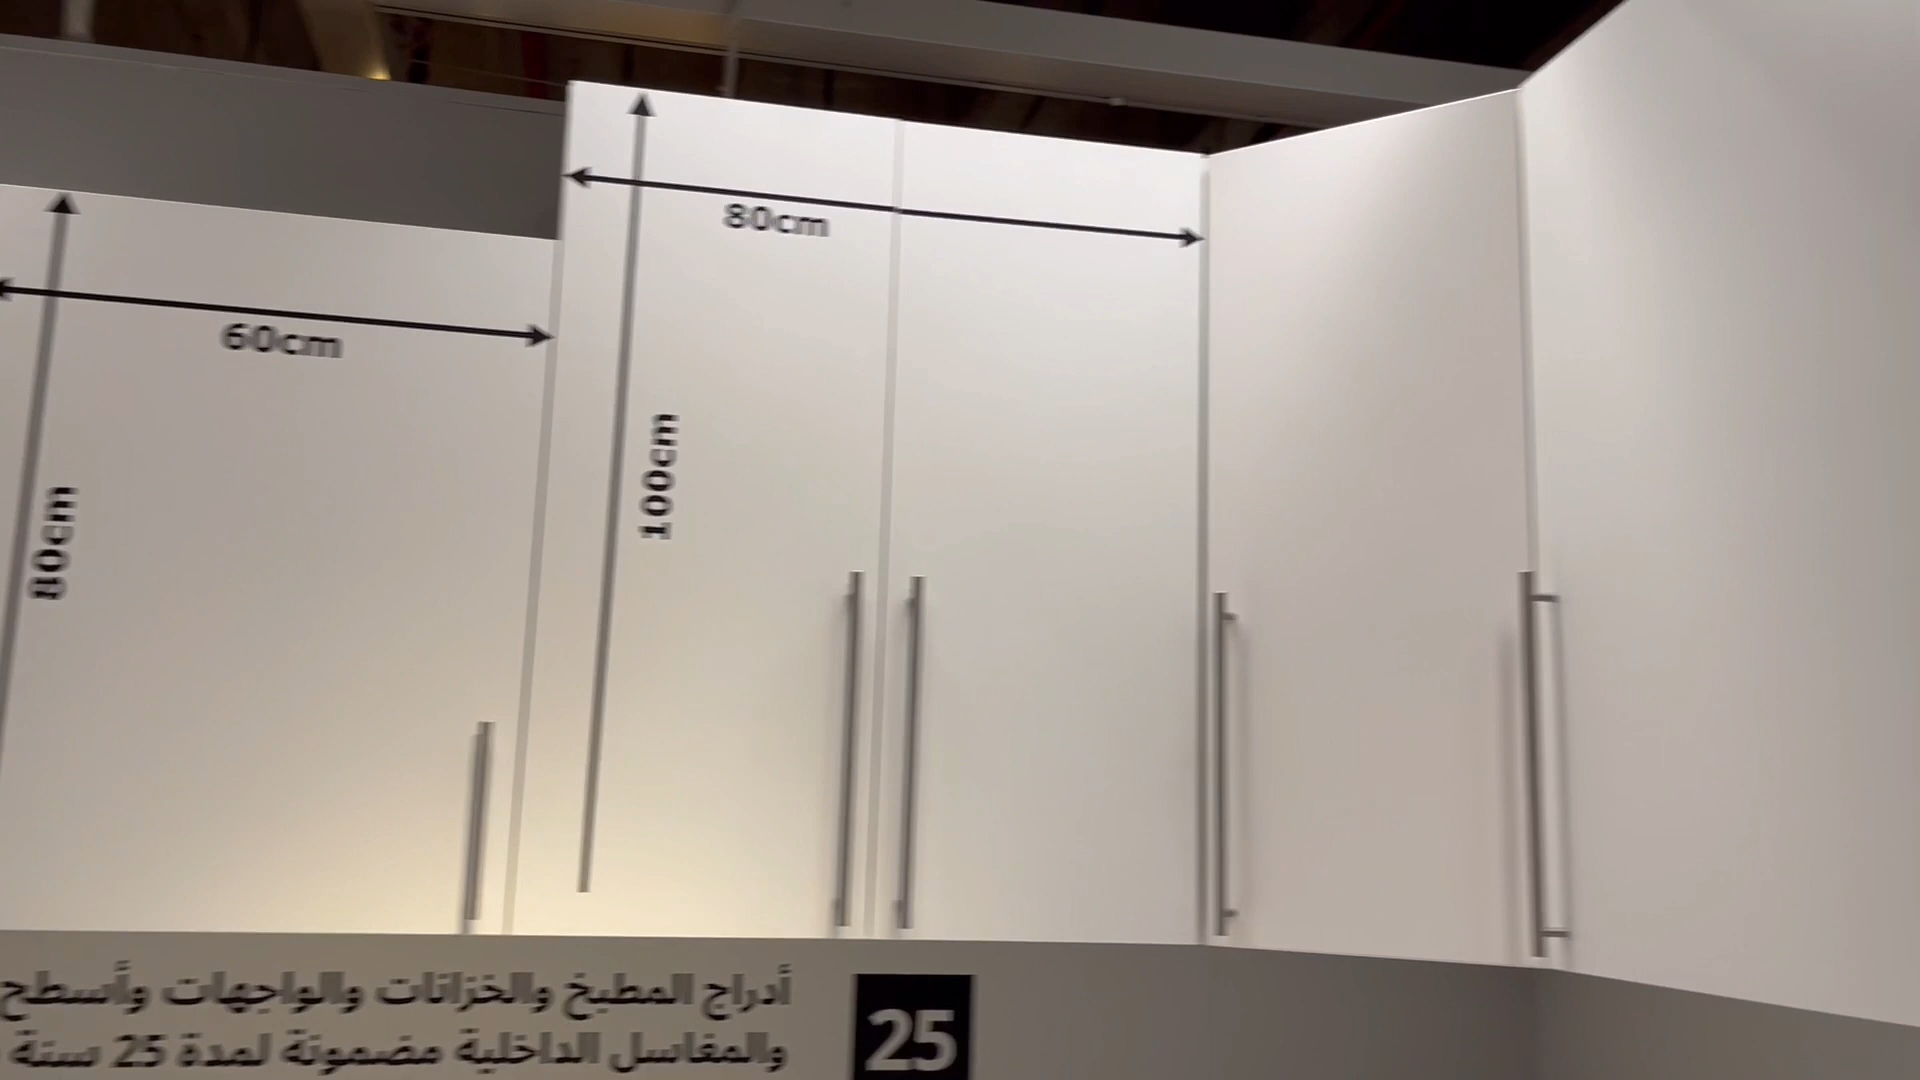 80cm
60cm
100cm
80cm
أدراج المطبخ والخزانات والواجهات وأسطح
25
والمغاسل الداخلية مضمونة لمدة 25 سنة